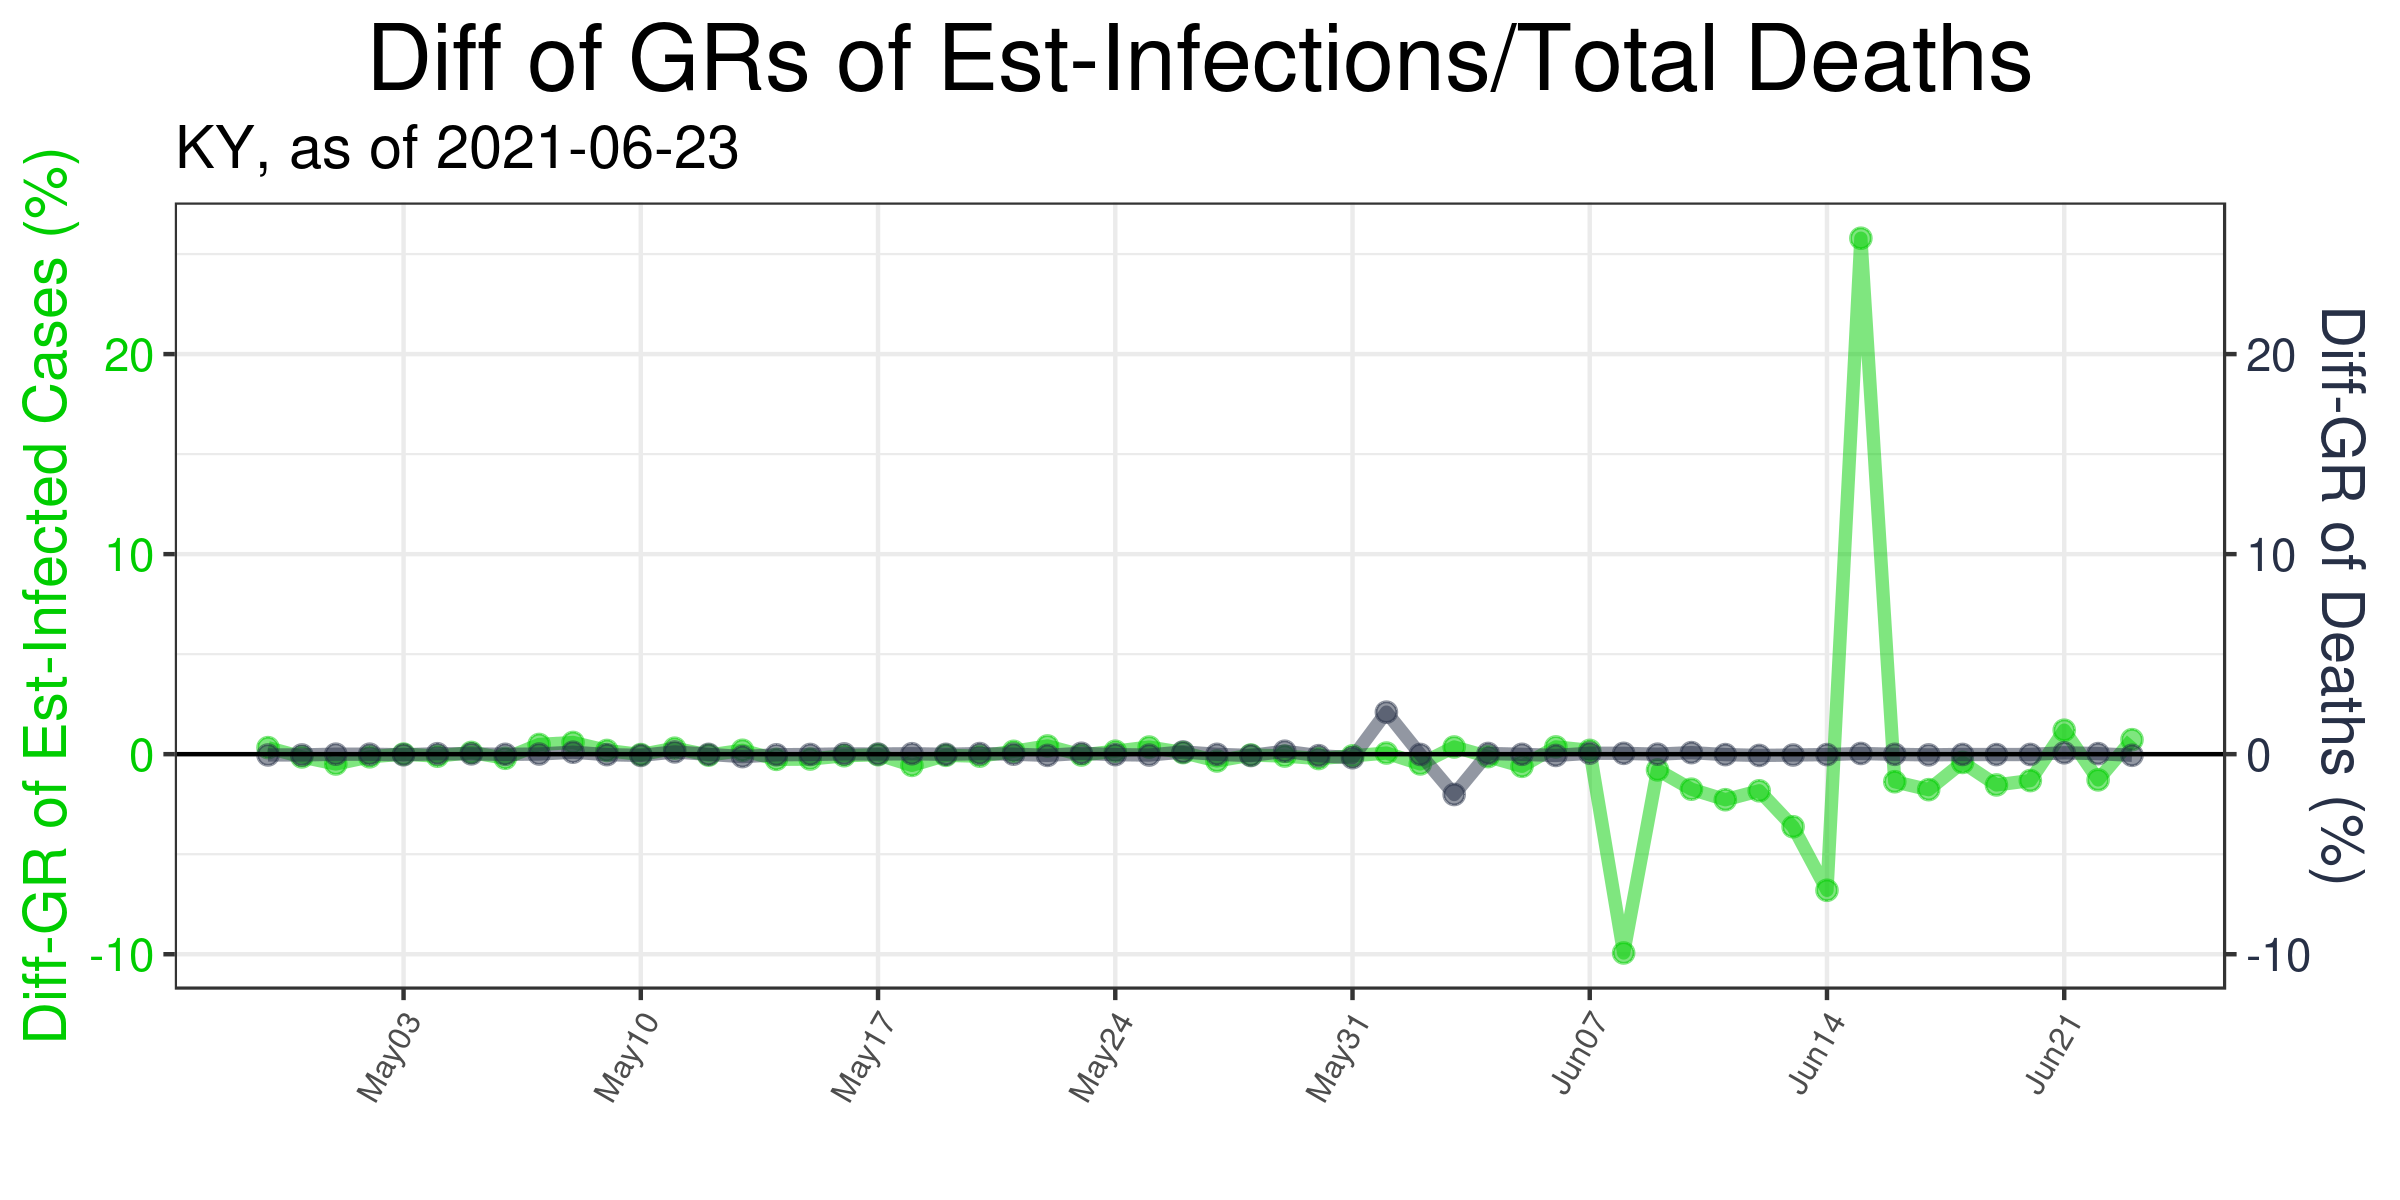 Diff of GRs of Est-Infections/Total Deaths
KY, as of 2021-06-23
Diff-GR of Est-Infected Cases (%)
20
10
0
-10
20
10
0
-10
Diff-GR of Deaths (%)
May03
May10
May17
May24
May31
Jun07
Jun14
Jun21